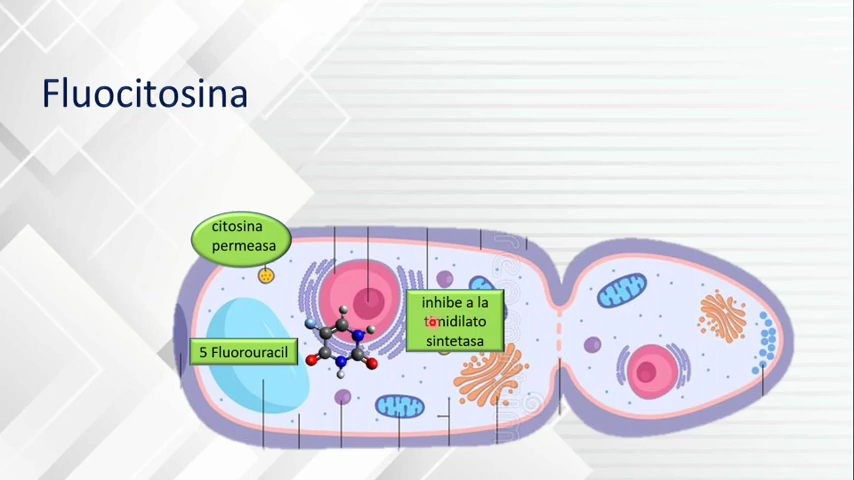 Fluocitosina
citosina
permeasa
inhibe a la
timidilato
sintetasa
5 Fluorouracil